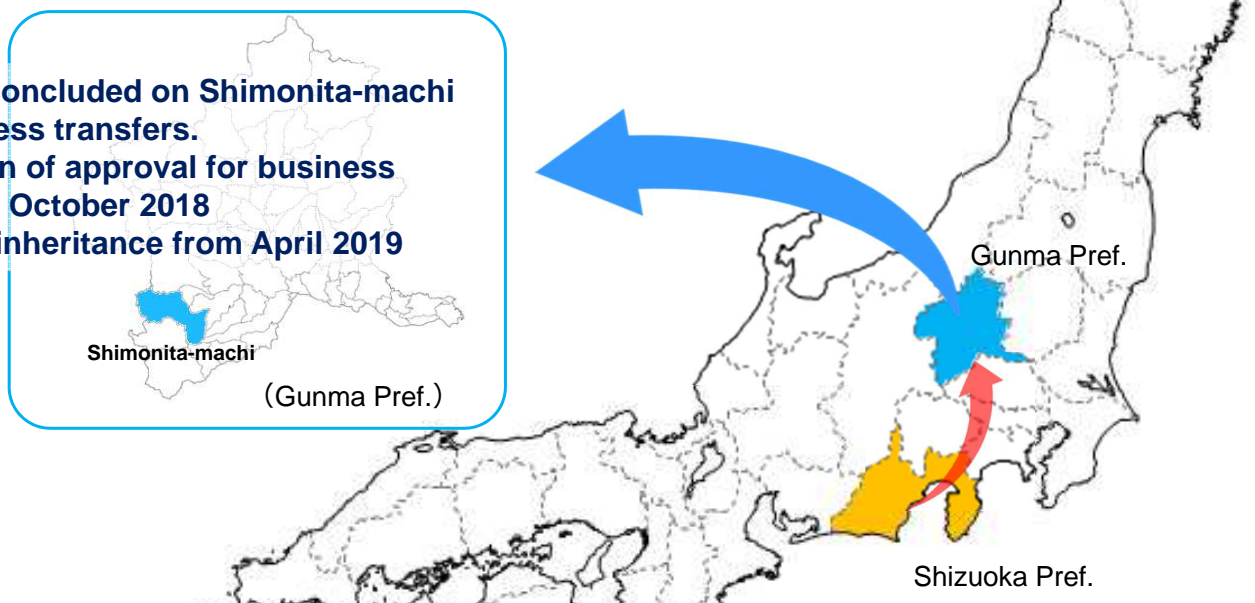 oncluded on Shimonita-machi
ess transfers.
n of approval for business
October 2018
inheritance from April 2019
Shimonita-machi
（Gunma Pref.）
Gunma Pref.
Shizuoka Pref.